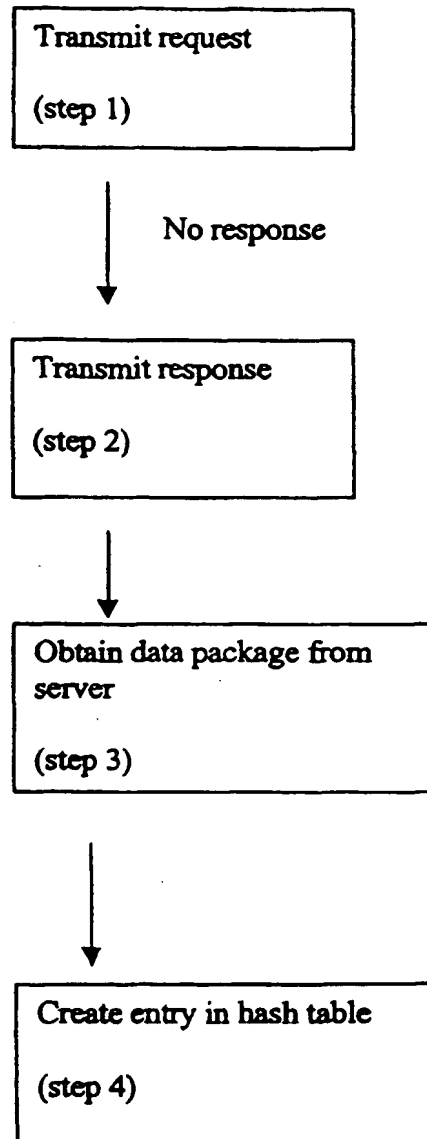 Transmit request
(step 1)
No response
Transmit response
(step 2)
Obtain data package from
server
(step 3)
Create entry in hash table
(step 4)